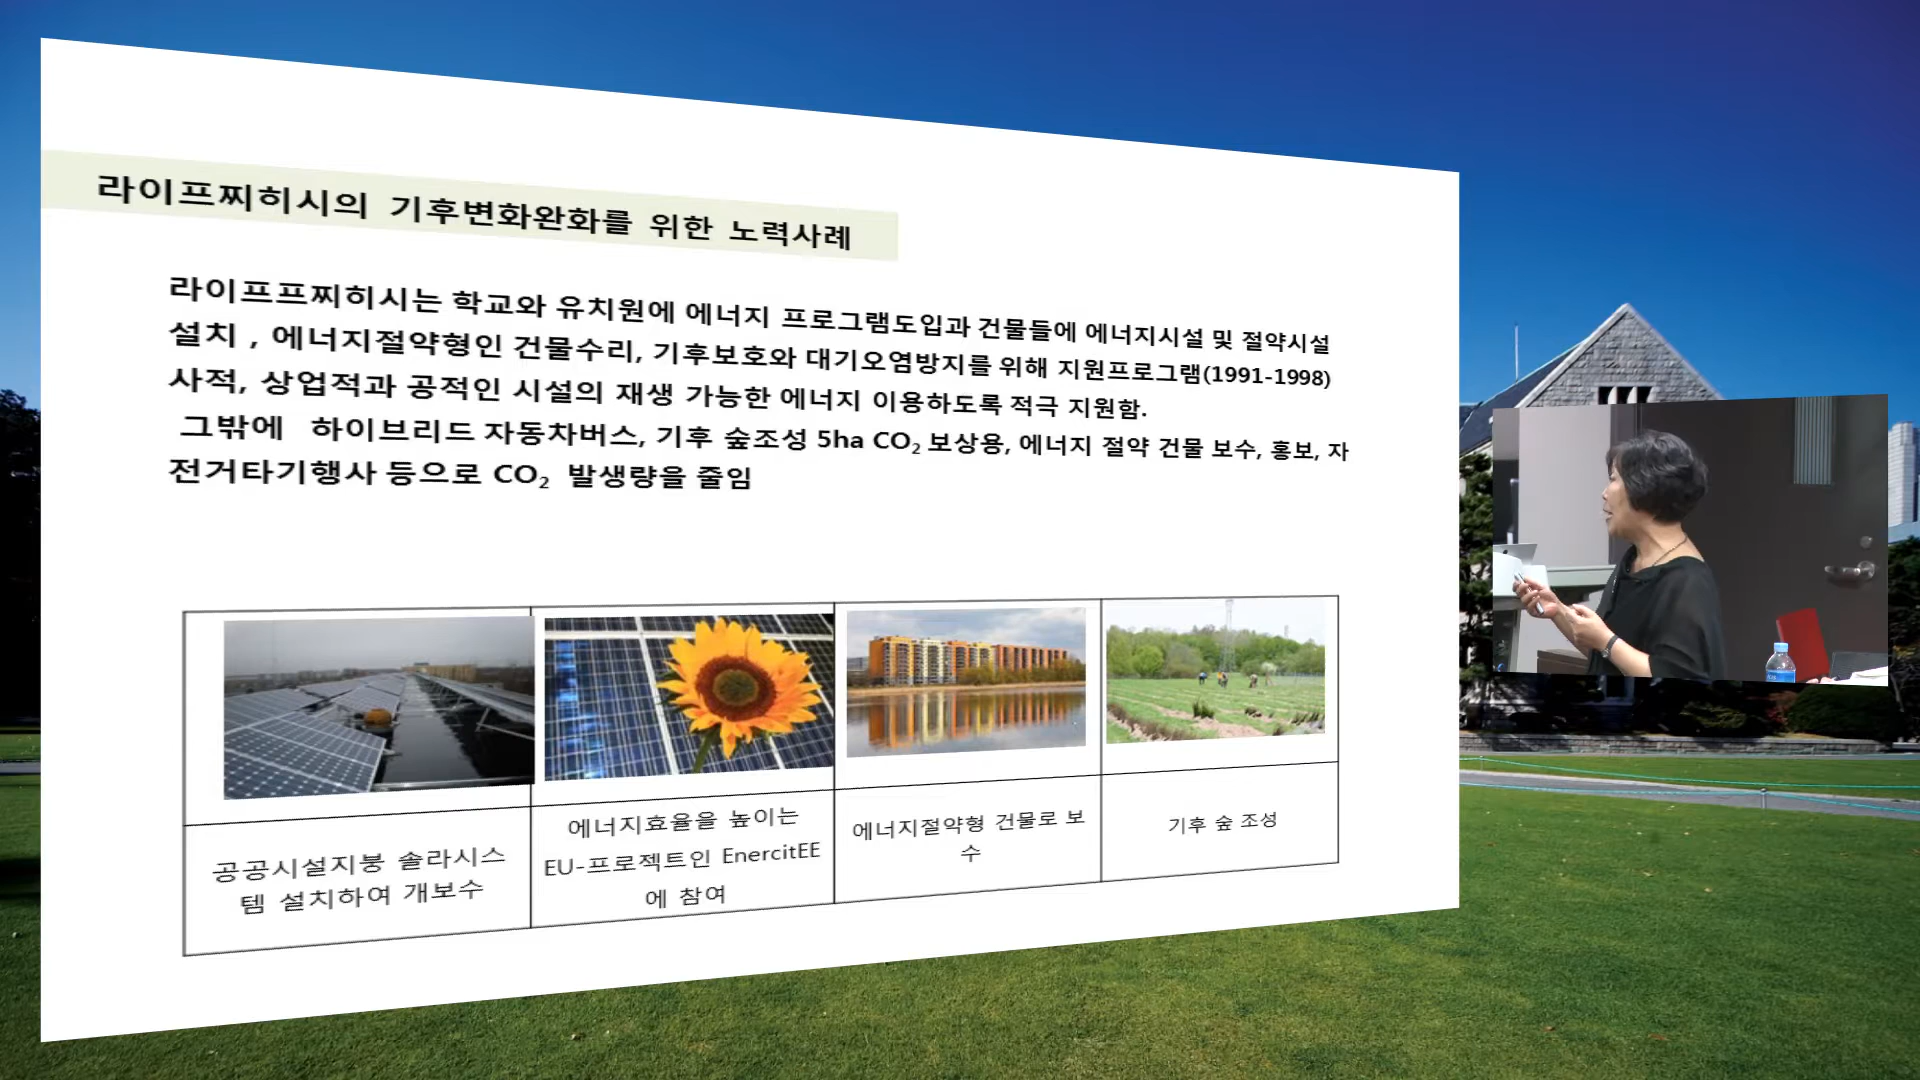 라이프찌히시의 기후변화완화를 위한 노력사례
라이프프찌히시는 학교와 유치원에 에너지 프로그램도입과 건물들에 에너지시설 및 절약시설
설치 , 에너지절약형인 건물수리, 기후보호와 대기오염방지를 위해 지원프로그램(1991-1998)
사적, 상업적과 공적인 시설의 재생 가능한 에너지 이용하도록 적극 지원함.
그밖에 하이브리드 자동차버스, 기후 숲조성 5ha CO₂ 보상용, 에너지 절약 건물 보수, 홍보, 자
전거타기행사 등으로 CO₂ 발생량을 줄임
공공시설지붕 솔라시스
템 설치하여 개보수
에너지효율을 높이는
EU-프로젝트인 EnercitEE
에 참여
에너지절약형 건물로 보
수
기후 숲 조성